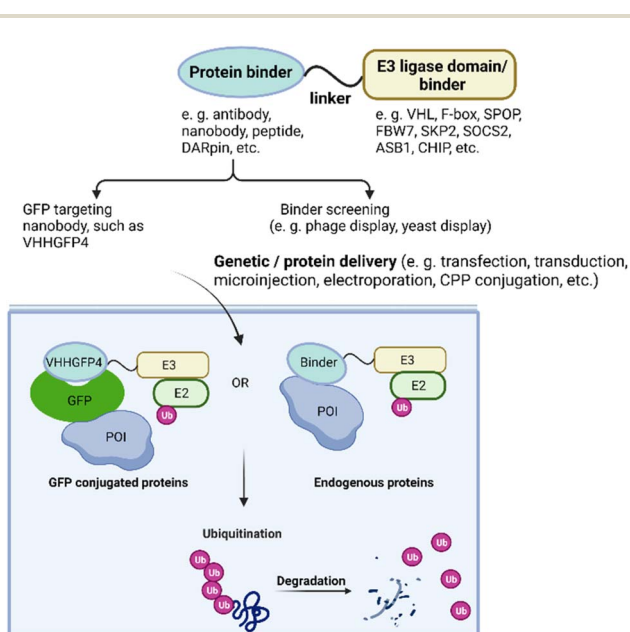 Protein binder
E3 ligase domain/
binder
linker
e. g. antibody,
nanobody, peptide,
DARpin, etc.
e. g. VHL, F-box, SPOP,
FBW7, SKP2, SOCS2,
ASB1, CHIP, etc.
GFP targeting
nanobody, such as
VHHGFP4
Binder screening
(e. g. phage display, yeast display)
Genetic / protein delivery (e. g. transfection, transduction,
microinjection, electroporation, CPP conjugation, etc.)
VHHGFP4
E3
E2
Ub
GFP
POI
GFP conjugated proteins
OR
Binder
E3
E2
Ub
POI
Endogenous proteins
Ubiquitination
Ub
Ub
Ub
Ub
Degradation
Ub
Ub
Ub
Ub